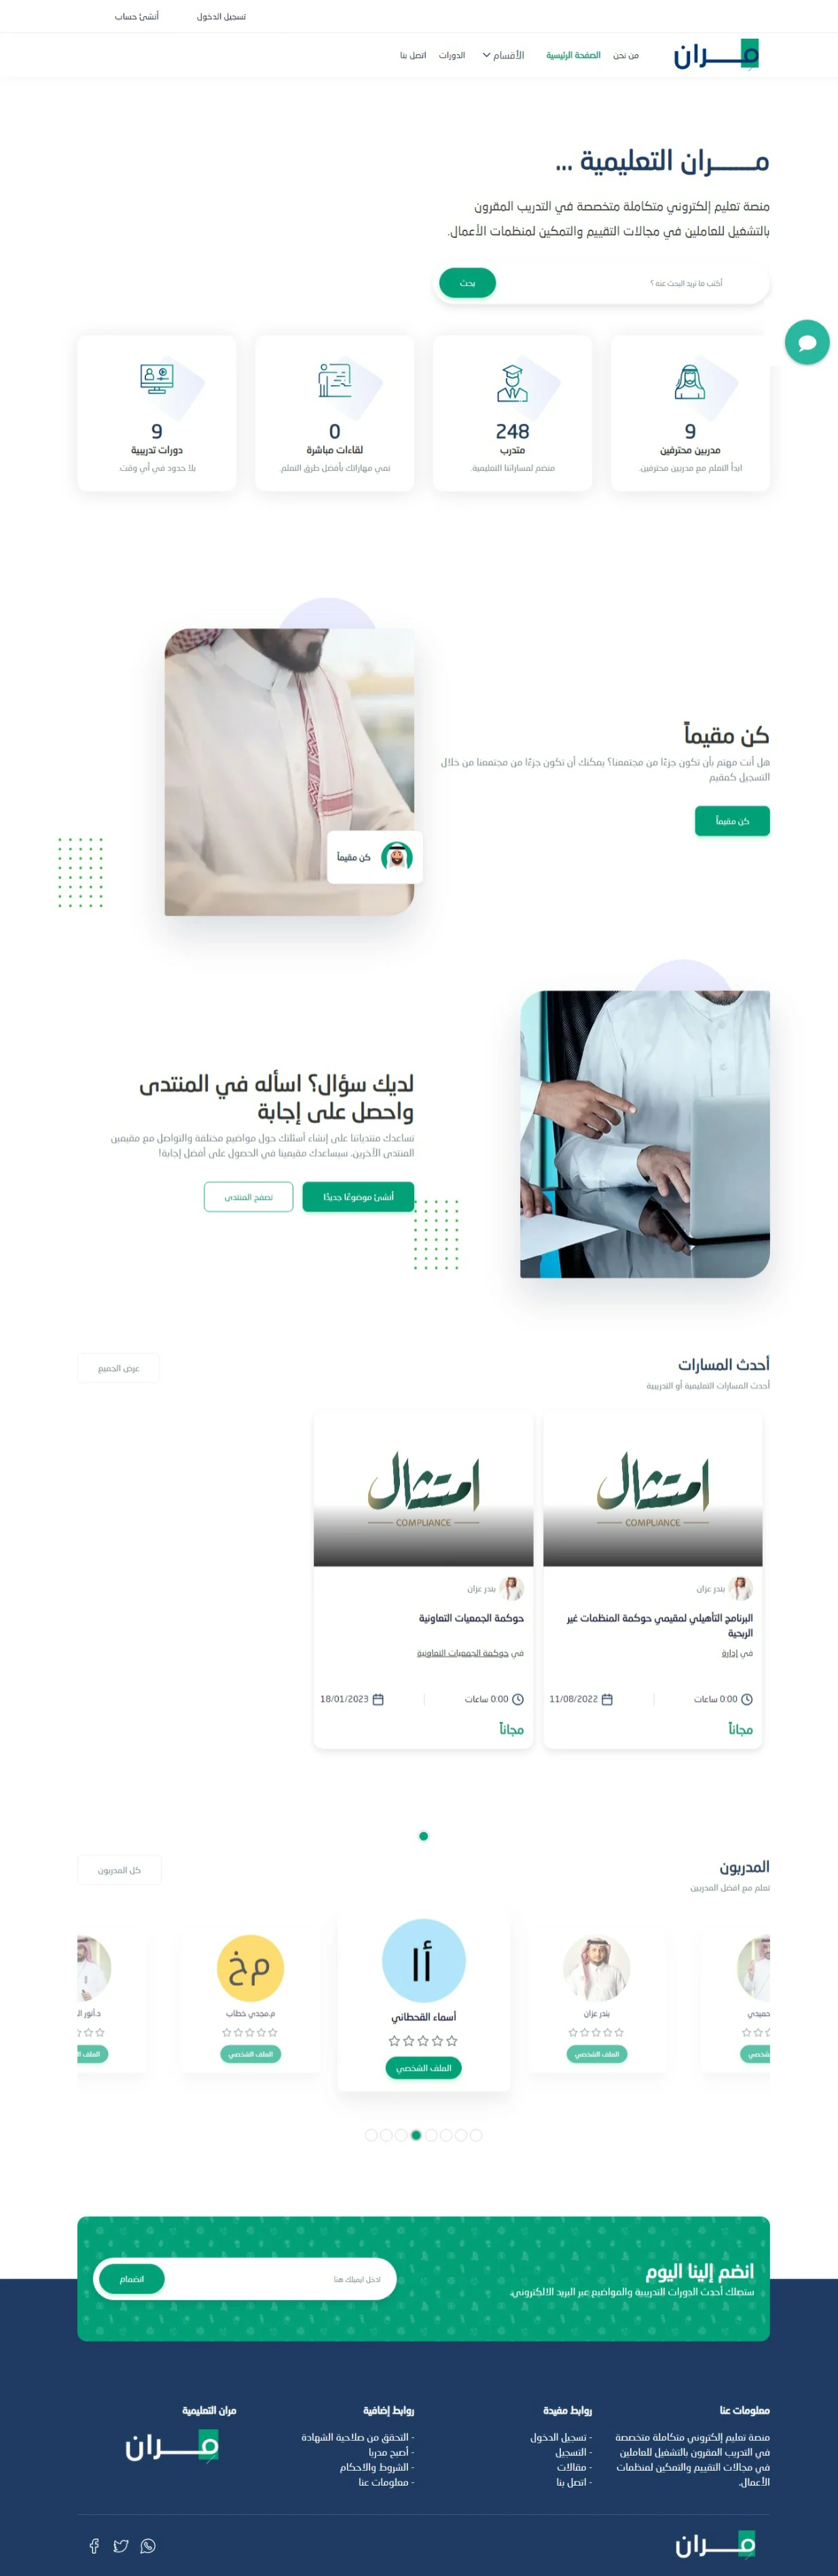 تسجيل الدخول
أنشئ حساب
مران
من نحن
الصفحة الرئيسية
الأقسام
الدورات
اتصل بنا
مــــران التعليمية ...
منصة تعليم إلكتروني متكاملة متخصصة في التدريب المقرون
بالتشغيل للعاملين في مجالات التقييم والتمكين لمنظمات الأعمال.
أكتب ما تريد البحث عنه ؟
بحث
9
مدربين محترفين
ابدأ التعلم مع مدربين محترفين.
248
متدرب
منضم لمساراتنا التعليمية.
0
لقاءات مباشرة
نمي مهاراتك بأفضل طرق التعلم.
9
دورات تدريبية
بلا حدود في أي وقت.
كن مقيماً
هل أنت مهتم بأن تكون جزءًا من مجتمعنا؟ يمكنك أن تكون جزءًا من مجتمعنا من خلال
التسجيل كمقيم
كن مقيماً
كن مقيماً
لديك سؤال؟ اسأله في المنتدى
واحصل على إجابة
تساعدك منتدياتنا على إنشاء أسئلتك حول مواضيع مختلفة والتواصل مع مقيمين
المنتدى الآخرين. سيساعدك مقيمينا في الحصول على أفضل إجابة!
أنشئ موضوعًا جديدًا
تصفح المنتدى
أحدث المسارات
أحدث المسارات التعليمية أو التدريبية
عرض الجميع
امتثال
COMPLIANCE
بندر عزان
البرنامج التأهيلي لمقيمي حوكمة المنظمات غير
الربحية
في إدارة
0:00 ساعات
11/08/2022
مجاناً
امتثال
COMPLIANCE
بندر عزان
حوكمة الجمعيات التعاونية
في حوكمة الجمعيات التعاونية
0:00 ساعات
18/01/2023
مجاناً
المدربون
تعلم مع افضل المدربين
كل المدربون
حميدي
شخصي
بندر عزان
الملف الشخصي
أا
أسماء القحطاني
الملف الشخصي
م.خ
م.مجدي خطاب
الملف الشخصي
د.أنور ال
الملف ال
انضم إلينا اليوم
ستصلك أحدث الدورات التدريبية والمواضيع عبر البريد الالكتروني.
ادخل ايميلك هنا
انضمام
معلومات عنا
منصة تعليم إلكتروني متكاملة متخصصة
في التدريب المقرون بالتشغيل للعاملين
في مجالات التقييم والتمكين لمنظمات
الأعمال.
روابط مفيدة
- تسجيل الدخول
- التسجيل
- مقالات
- اتصل بنا
روابط إضافية
- التحقق من صلاحية الشهادة
- أصبح مدربا
- الشروط والاحكام
- معلومات عنا
مران التعليمية
مران
مران